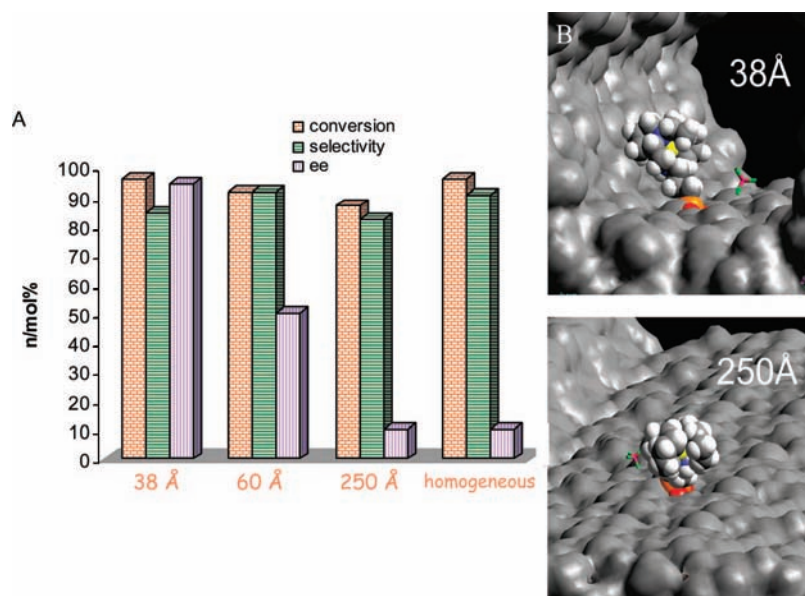 A
conversion
selectivity
ee
n/mol%
100
90
80
70
60
50
40
30
20
10
0
38 Å
60 Å
250 Å
homogeneous
B
38Å
250Å